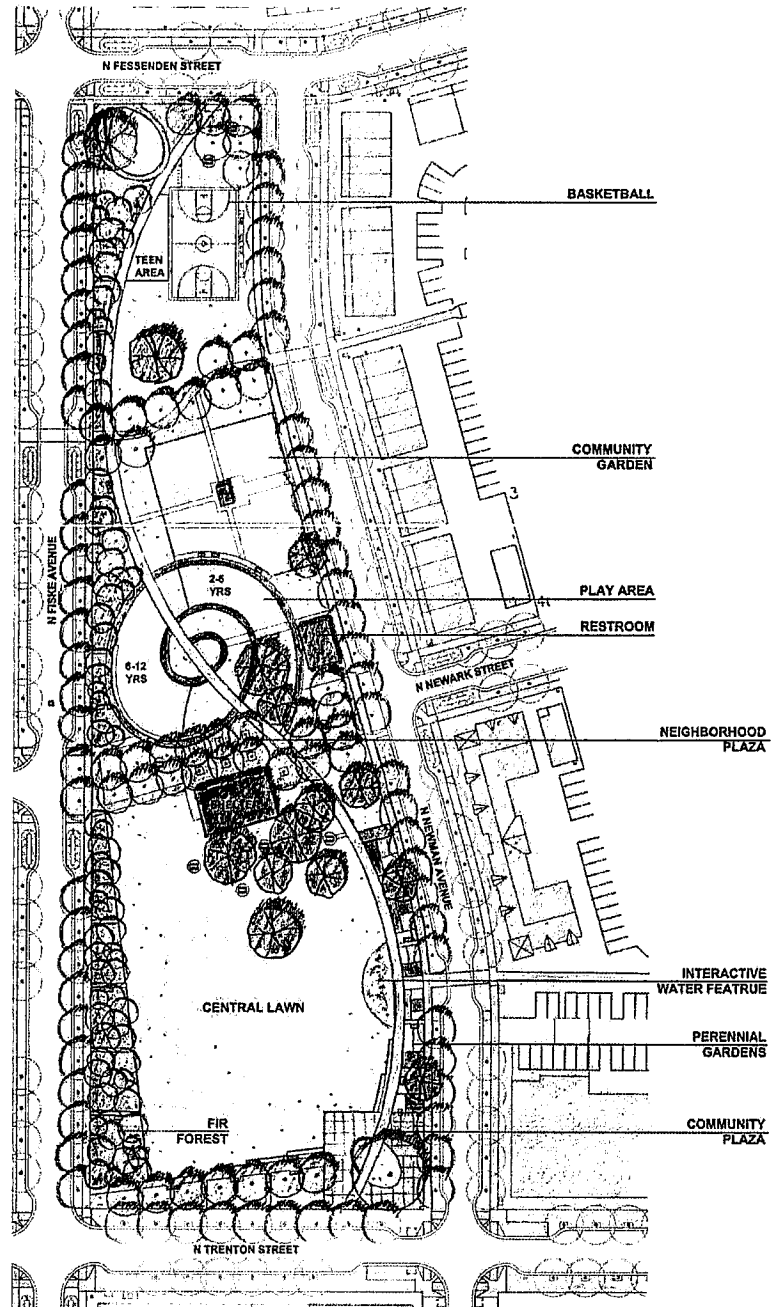 N FESSENDEN STREET
BASKETBALL
TEEN
AREA
COMMUNITY
GARDEN
N FISKE AVENUE
2-5
YRS
PLAY AREA
RESTROOM
6-12
YRS
N NEWARK STREET
NEIGHBORHOOD
PLAZA
SHELTER
N NEWMAN AVENUE
INTERACTIVE
WATER FEATRUE
CENTRAL LAWN
PERENNIAL
GARDENS
FIR
FOREST
COMMUNITY
PLAZA
N TRENTON STREET